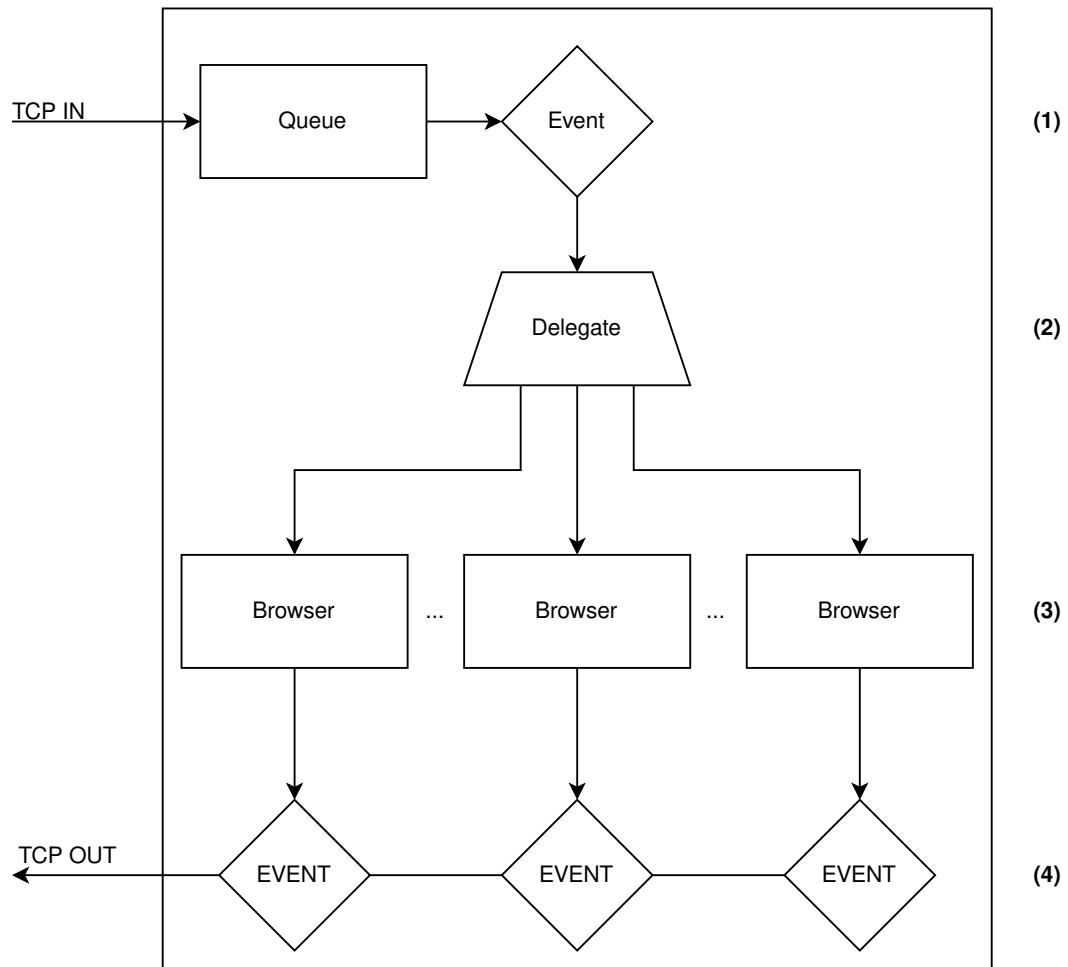 TCP IN
Queue
Event
(1)
Delegate
(2)
Browser
...
Browser
...
Browser
(3)
TCP OUT
EVENT
EVENT
EVENT
(4)